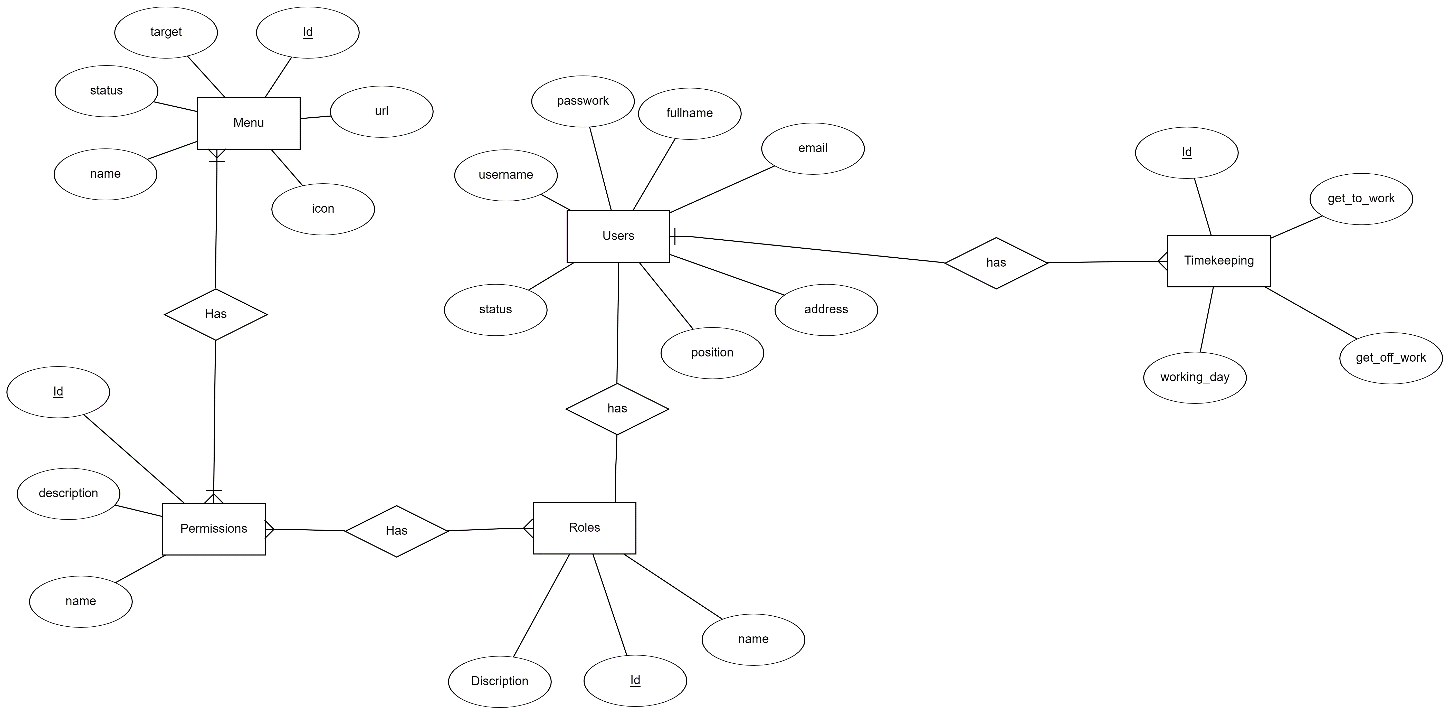 target
Id
status
url
Menu
name
icon
Has
passwork
fullname
email
username
Users
status
address
position
has
Id
get_to_work
Timekeeping
get_off_work
working_day
has
Id
description
Permissions
name
Has
Roles
name
Discription
Id